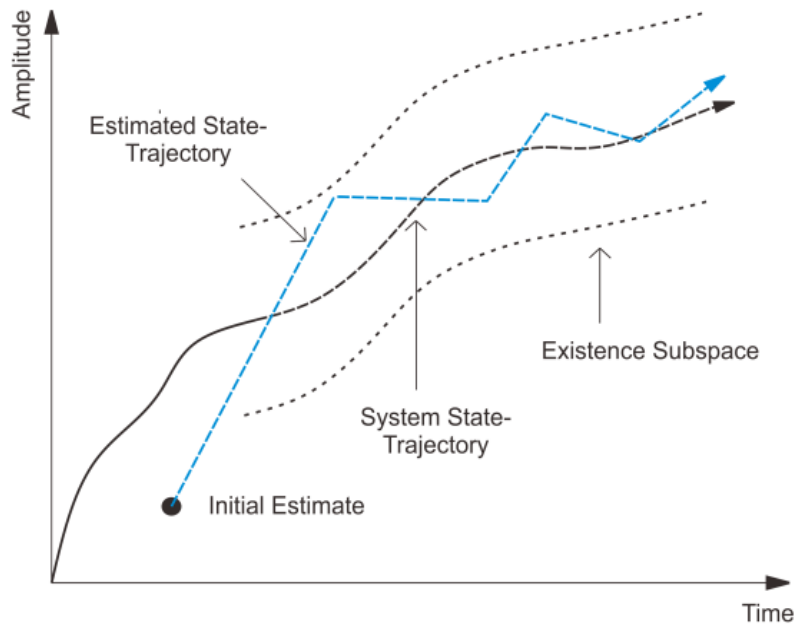 Amplitude
Estimated State-
Trajectory
Existence Subspace
System State-
Trajectory
Initial Estimate
Time